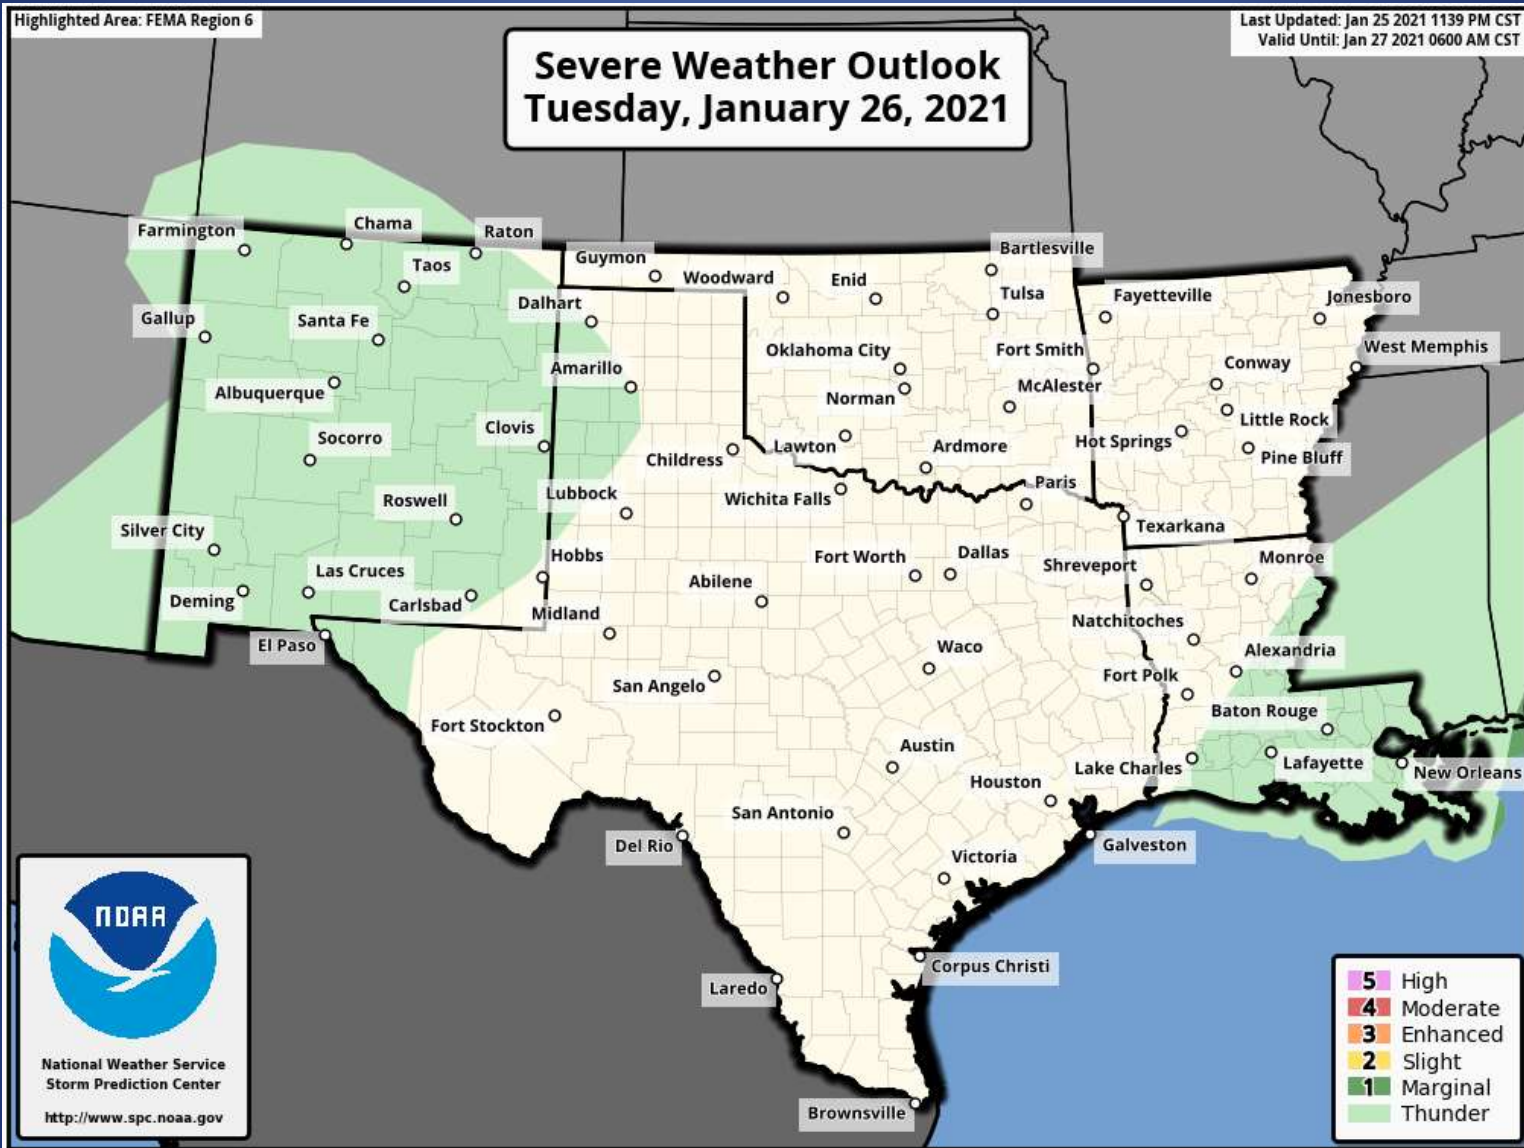 Highlighted Area: FEMA Region 6
Last Updated: Jan 25 2021 1139 PM CST
Valid Until: Jan 27 2021 0600 AM CST
Severe Weather Outlook
Tuesday, January 26, 2021
Farmington
Chama
Raton
Taos
Guymon
Woodward
Enid
Bartlesville
Tulsa
Fayetteville
Jonesboro
Gallup
Santa Fe
Dalhart
Oklahoma City
Fort Smith
West Memphis
Albuquerque
Amarillo
Norman
McAlester
Conway
Little Rock
Socorro
Clovis
Childress
Lawton
Ardmore
Hot Springs
Pine Bluff
Roswell
Lubbock
Wichita Falls
Paris
Texarkana
Silver City
Las Cruces
Hobbs
Abilene
Fort Worth
Dallas
Shreveport
Monroe
Deming
Carlsbad
Midland
Natchitoches
El Paso
San Angelo
Waco
Fort Polk
Alexandria
Fort Stockton
Baton Rouge
Austin
Houston
Lake Charles
Lafayette
New Orleans
San Antonio
Del Rio
Galveston
Victoria
Corpus Christi
Laredo
Brownsville
NOAA
National Weather Service
Storm Prediction Center
http://www.spc.noaa.gov
5 High
4 Moderate
3 Enhanced
2 Slight
1 Marginal
Thunder